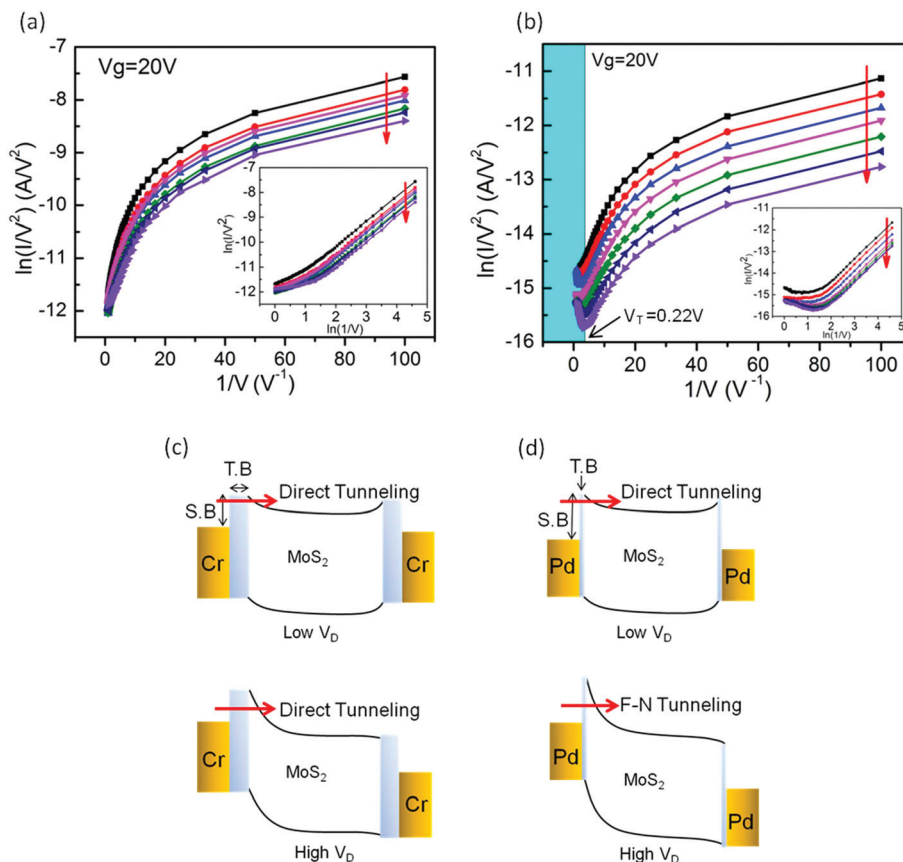 (a)
Vg=20V
-7
-8
-9
-10
-11
-12
ln(I/V²) (A/V²)
0 20 40 60 80 100
1/V (V⁻¹)
-7
-8
-9
-10
-11
-12
-13
ln(I/V²)
0 1 2 3 4 5
ln(1/V)
(b)
Vg=20V
-11
-12
-13
-14
-15
-16
ln(I/V²) (A/V²)
0 20 40 60 80 100
1/V (V⁻¹)
V_T=0.22V
-11
-12
-13
-14
-15
-16
ln(I/V²)
0 1 2 3 4 5
ln(1/V)
(c)
T.B
S.B
Direct Tunneling
Cr
MoS₂
Cr
Low V_D
Direct Tunneling
Cr
MoS₂
Cr
High V_D
(d)
T.B
S.B
Direct Tunneling
Pd
MoS₂
Pd
Low V_D
F-N Tunneling
Pd
MoS₂
Pd
High V_D